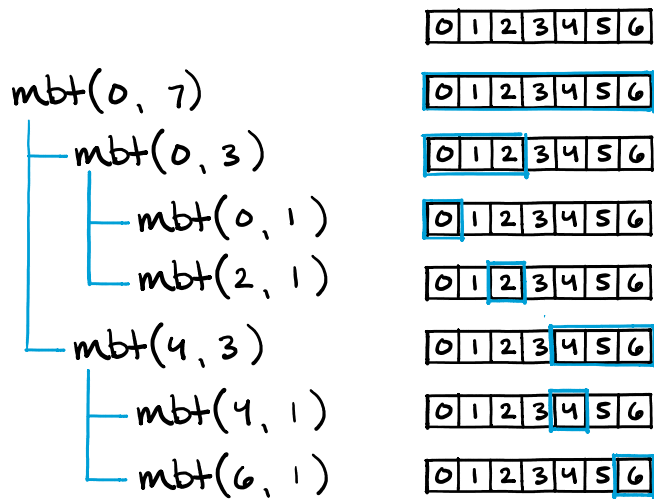 0 1 2 3 4 5 6
mbt(0, 7) 0 1 2 3 4 5 6
mbt(0, 3) 0 1 2 3 4 5 6
mbt(0, 1) 0 1 2 3 4 5 6
mbt(2, 1) 0 1 2 3 4 5 6
mbt(4, 3) 0 1 2 3 4 5 6
mbt(4, 1) 0 1 2 3 4 5 6
mbt(6, 1) 0 1 2 3 4 5 6